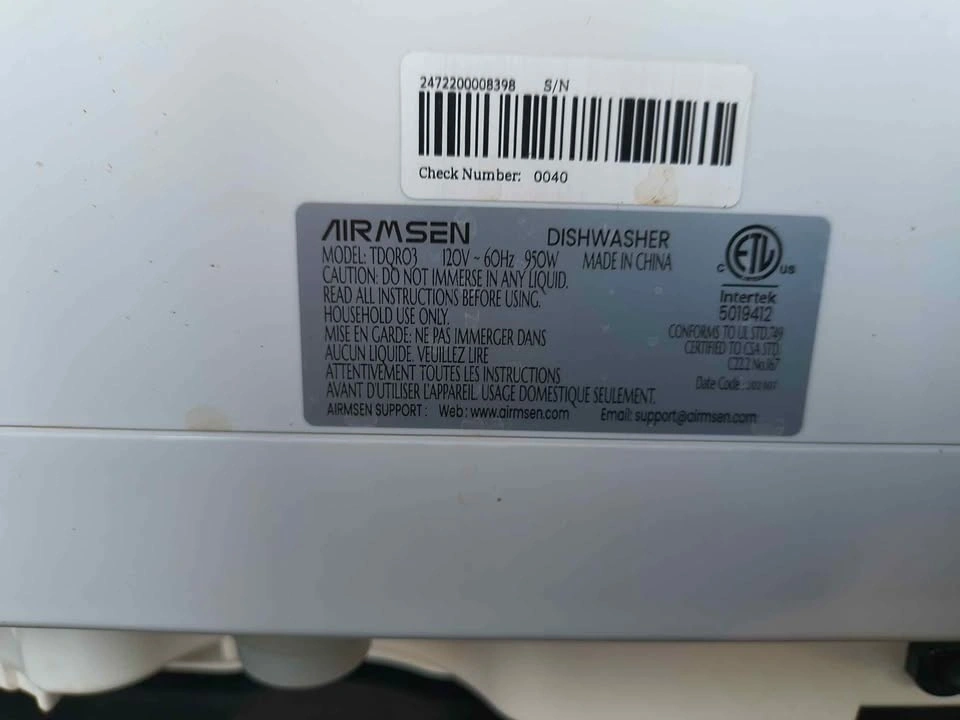 2472200008398 S/N
Check Number: 0040
AIRMSEN DISHWASHER
MODEL: TDQR03 120V ~ 60Hz 950W MADE IN CHINA
CAUTION: DO NOT IMMERSE IN ANY LIQUID.
READ ALL INSTRUCTIONS BEFORE USING.
HOUSEHOLD USE ONLY.
MISE EN GARDE: NE PAS IMMERGER DANS
AUCUN LIQUIDE. VEUILLEZ LIRE
ATTENTIVEMENT TOUTES LES INSTRUCTIONS
AVANT D'UTILISER L'APPAREIL. USAGE DOMESTIQUE SEULEMENT.
AIRMSEN SUPPORT: Web: www.airmsen.com Email: support@airmsen.com
C ETL US
Intertek
5019412
CONFORMS TO UL STD.749
CERTIFIED TO CSA STD.
C22.2 No.167
Date Code: